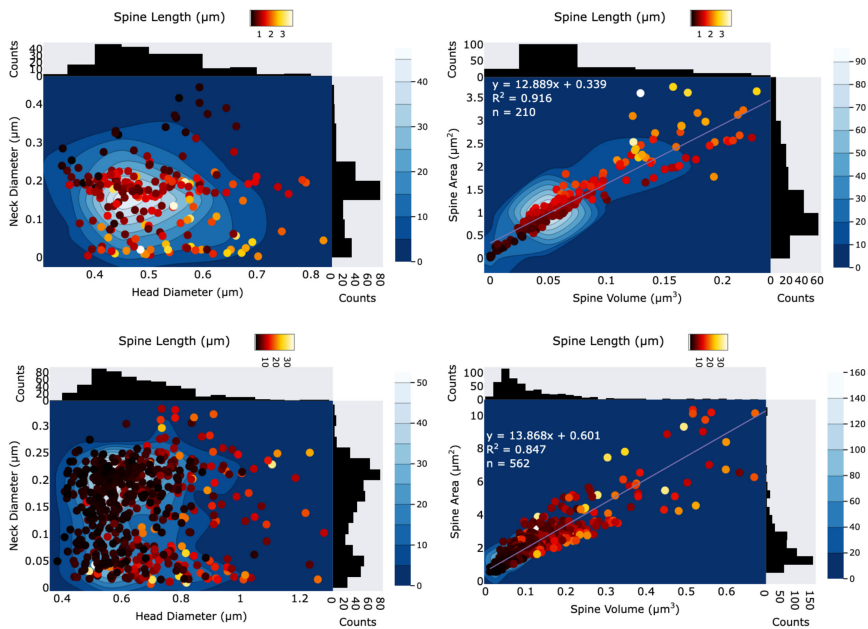 Spine Length (µm)
1 2 3
Counts
40
30
20
10
0
Neck Diameter (µm)
0.4
0.3
0.2
0.1
0
0.4 0.5 0.6 0.7 0.8
Head Diameter (µm)
0 20 40 60 80
Counts
40
30
20
10
0
Spine Length (µm)
1 2 3
Counts
100
50
0
y = 12.889x + 0.339
R² = 0.916
n = 210
Spine Area (µm²)
3.5
3
2.5
2
1.5
1
0.5
0
0 0.05 0.1 0.15 0.2
Spine Volume (µm³)
0 20 40 60
Counts
90
80
70
60
50
40
30
20
10
0
Spine Length (µm)
10 20 30
Counts
80
60
40
20
0
Neck Diameter (µm)
0.3
0.25
0.2
0.15
0.1
0.05
0
0.4 0.6 0.8 1 1.2
Head Diameter (µm)
0 20 40 60 80
Counts
50
40
30
20
10
0
Spine Length (µm)
10 20 30
Counts
100
50
0
y = 13.868x + 0.601
R² = 0.847
n = 562
Spine Area (µm²)
10
8
6
4
2
0
0 0.1 0.2 0.3 0.4 0.5 0.6
Spine Volume (µm³)
0 50 100 150
Counts
160
140
120
100
80
60
40
20
0